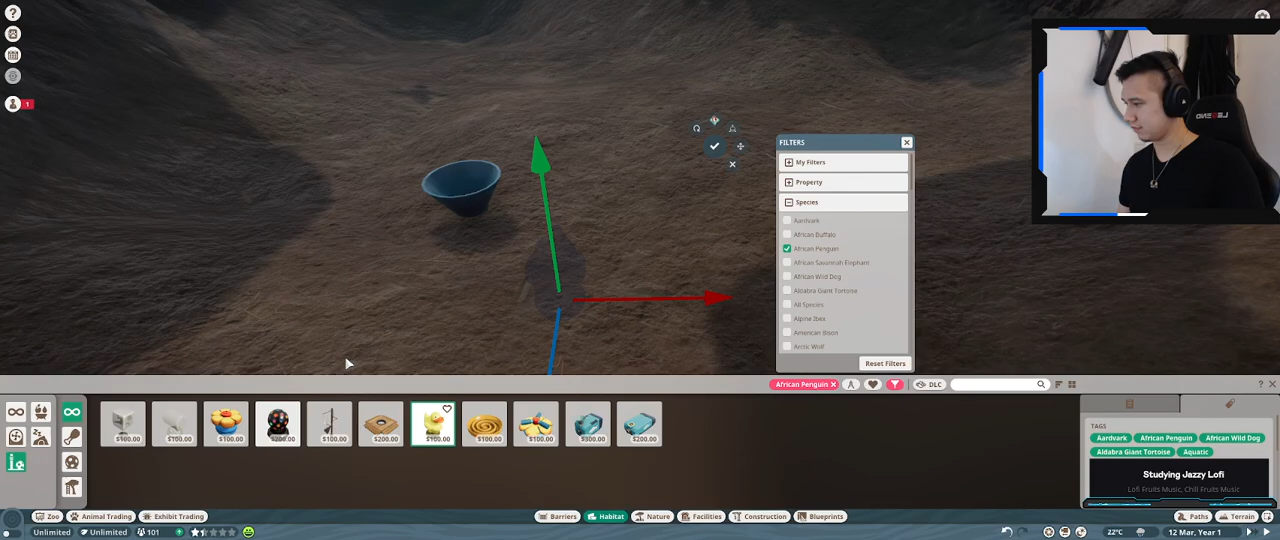 ?
1
FILTERS
My Filters
Property
Species
Aardvark
African Buffalo
African Penguin
African Savannah Elephant
African Wild Dog
Aldabra Giant Tortoise
All Species
Alpine Ibex
American Bison
Arctic Wolf
Reset Filters
African Penguin
DLC
?
$100.00
$100.00
$100.00
$200.00
$100.00
$200.00
$100.00
$100.00
$100.00
$300.00
$200.00
TAGS
Aardvark
African Penguin
African Wild Dog
Aldabra Giant Tortoise
Aquatic
Studying Jazzy Lofi
Lofi Fruits Music, Chill Fruits Music
Zoo
Animal Trading
Exhibit Trading
Barriers
Habitat
Nature
Facilities
Construction
Blueprints
Paths
Terrain
Unlimited
Unlimited
101
22°C
12 Mar, Year 1